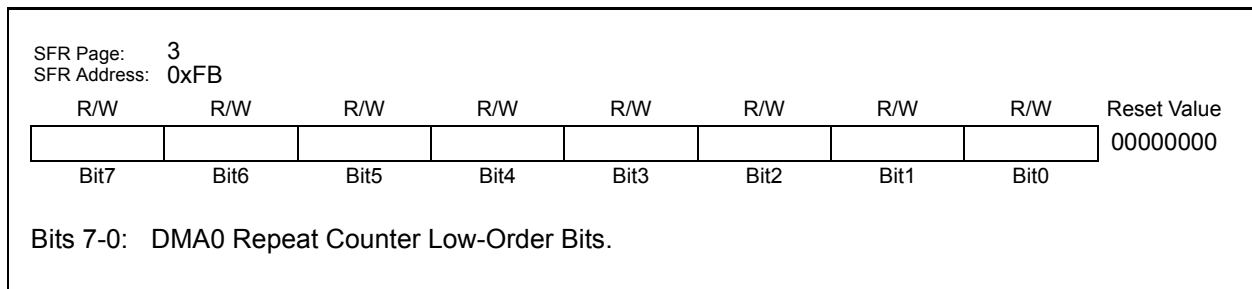 SFR Page: 3
SFR Address: 0xFB
R/W R/W R/W R/W R/W R/W R/W R/W Reset Value
00000000
Bit7 Bit6 Bit5 Bit4 Bit3 Bit2 Bit1 Bit0
Bits 7-0: DMA0 Repeat Counter Low-Order Bits.